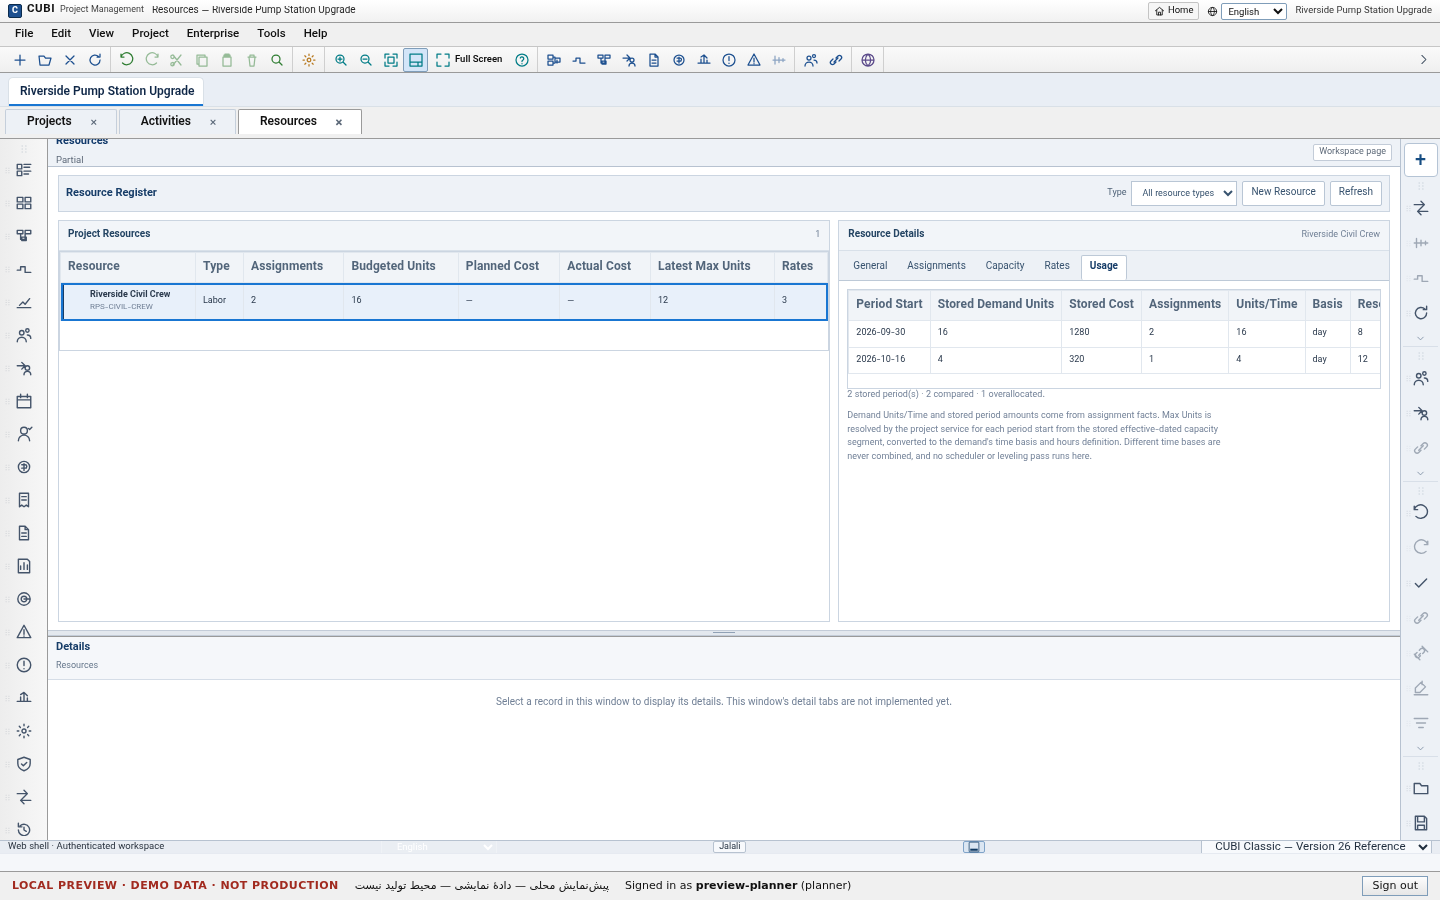 CUBI Project Management Resources — Riverside Pump Station Upgrade
Home English Riverside Pump Station Upgrade
File Edit View Project Enterprise Tools Help
Full Screen
Riverside Pump Station Upgrade
Projects × Activities × Resources ×
Resources
Partial
Workspace page
Resource Register
Type All resource types New Resource Refresh
Project Resources 1
Resource Type Assignments Budgeted Units Planned Cost Actual Cost Latest Max Units Rates
Riverside Civil Crew Labor 2 16 — — 12 3
RPS-CIVIL-CREW
Resource Details Riverside Civil Crew
General Assignments Capacity Rates Usage
Period Start Stored Demand Units Stored Cost Assignments Units/Time Basis
2026-09-30 16 1280 2 16 day 8
2026-10-16 4 320 1 4 day 12
2 stored period(s) · 2 compared · 1 overallocated.
Demand Units/Time and stored period amounts come from assignment facts. Max Units is
resolved by the project service for each period start from the stored effective-dated capacity
segment, converted to the demand's time basis and hours definition. Different time bases are
never combined, and no scheduler or leveling pass runs here.
Details
Resources
Select a record in this window to display its details. This window's detail tabs are not implemented yet.
Web shell · Authenticated workspace English Jalali CUBI Classic — Version 26 Reference
LOCAL PREVIEW · DEMO DATA · NOT PRODUCTION پیش‌نمایش محلی — دادهٔ نمایشی — محیط تولید نیست Signed in as preview-planner (planner) Sign out